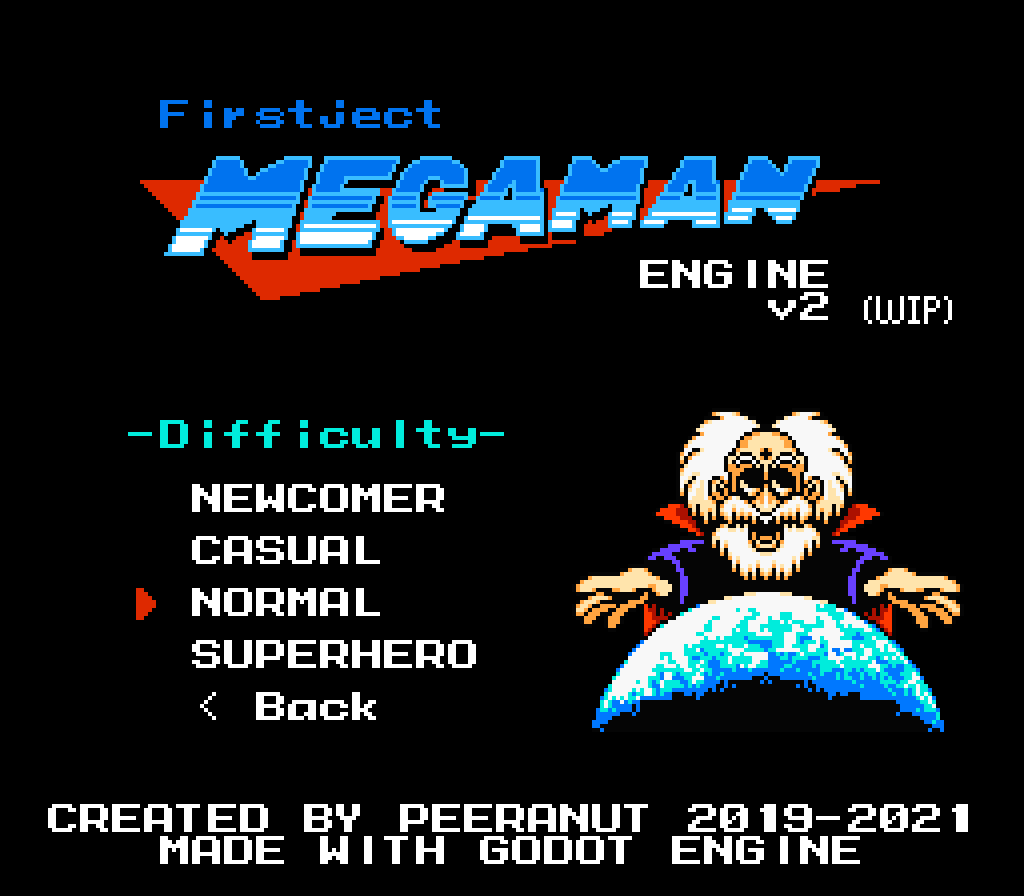 Firstject
MEGAMAN
ENGINE
v2 (WIP)
-Difficulty-
NEWCOMER
CASUAL
NORMAL
SUPERHERO
< Back
CREATED BY PEERANUT 2019-2021
MADE WITH GODOT ENGINE